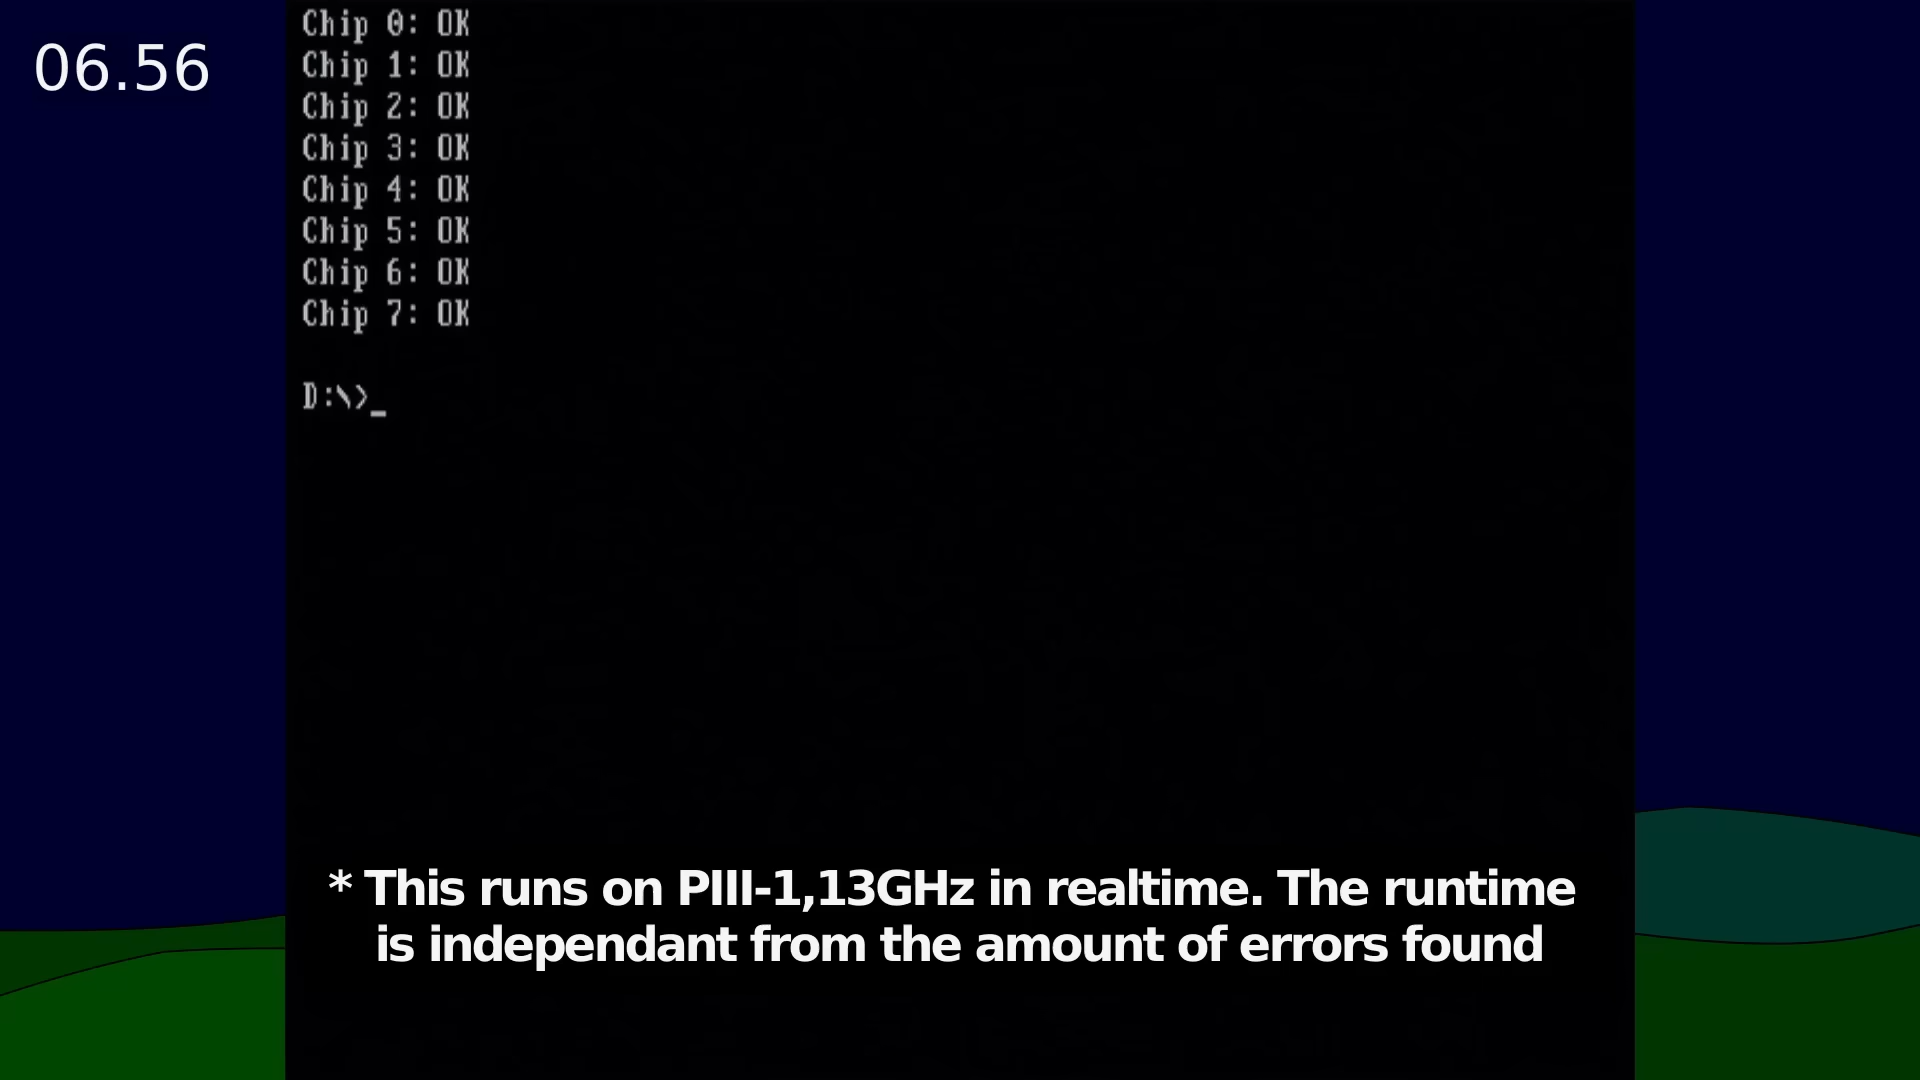 06.56
Chip 0: OK
Chip 1: OK
Chip 2: OK
Chip 3: OK
Chip 4: OK
Chip 5: OK
Chip 6: OK
Chip 7: OK
D:\>_
* This runs on PIII-1,13GHz in realtime. The runtime
is independant from the amount of errors found